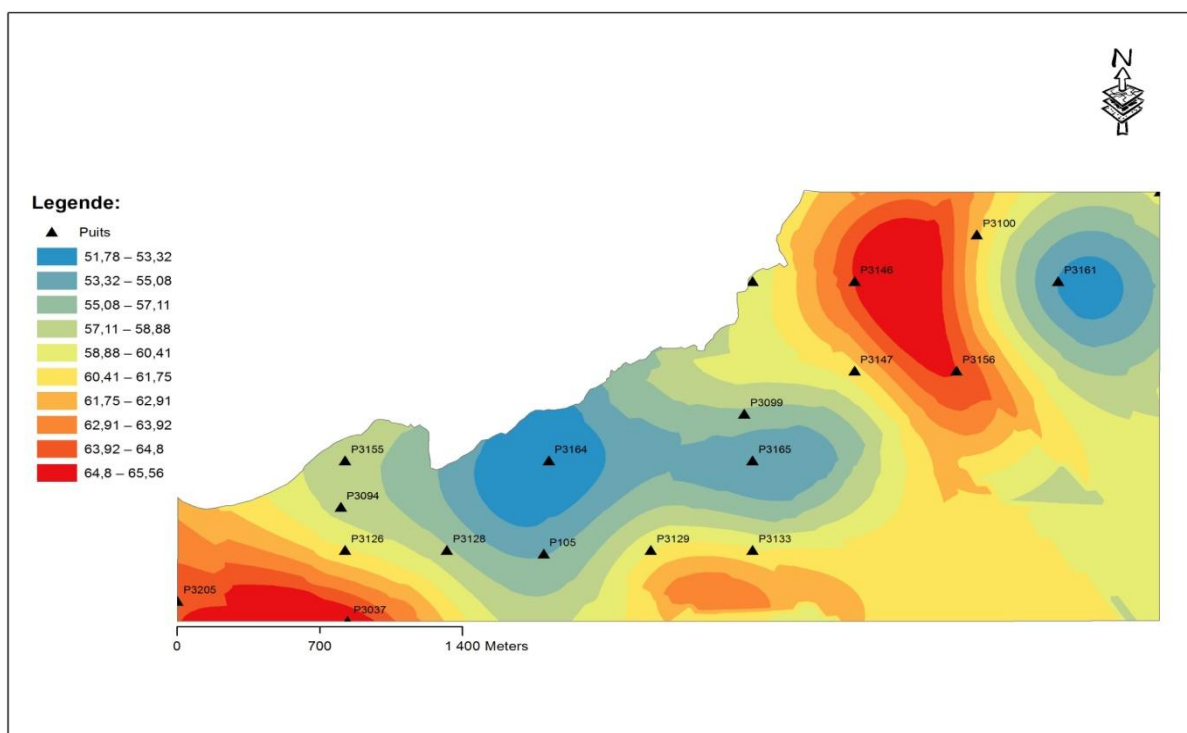 N
Legende:
Puits
51,78 – 53,32
53,32 – 55,08
55,08 – 57,11
57,11 – 58,88
58,88 – 60,41
60,41 – 61,75
61,75 – 62,91
62,91 – 63,92
63,92 – 64,8
64,8 – 65,56
P3100
P3146
P3161
P3147
P3156
P3099
P3155
P3164
P3165
P3094
P3126
P3128
P105
P3129
P3133
P3205
P3037
0
700
1 400 Meters